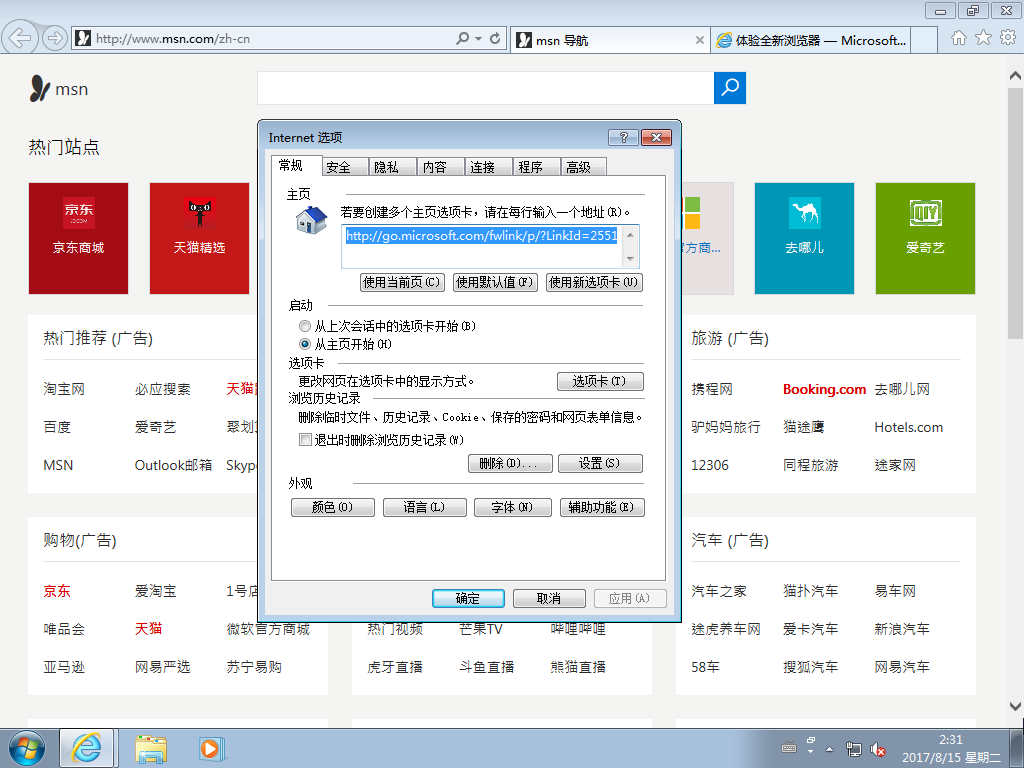 http://www.msn.com/zh-cn
msn 导航
体验全新浏览器 — Microsoft...
msn
热门站点
京东
JD.COM
京东商城
天猫精选
官方商...
去哪儿
DIY
爱奇艺
Internet 选项
常规
安全
隐私
内容
连接
程序
高级
主页
若要创建多个主页选项卡，请在每行输入一个地址(R)。
http://go.microsoft.com/fwlink/p/?LinkId=2551
使用当前页(C)
使用默认值(F)
使用新选项卡(U)
启动
从上次会话中的选项卡开始(B)
从主页开始(H)
选项卡
更改网页在选项卡中的显示方式。
选项卡(T)
浏览历史记录
删除临时文件、历史记录、Cookie、保存的密码和网页表单信息。
退出时删除浏览历史记录(W)
删除(D)...
设置(S)
外观
颜色(O)
语言(L)
字体(N)
辅助功能(E)
确定
取消
应用(A)
热门推荐 (广告)
淘宝网 必应搜索 天猫
百度 爱奇艺 聚划
MSN Outlook邮箱 Skyp
旅游 (广告)
携程网 Booking.com 去哪儿网
驴妈妈旅行 猫途鹰 Hotels.com
12306 同程旅游 途家网
购物(广告)
京东 爱淘宝 1号店
唯品会 天猫 微软官方商城
亚马逊 网易严选 苏宁易购
热门视频 芒果TV 哔哩哔哩
虎牙直播 斗鱼直播 熊猫直播
汽车 (广告)
汽车之家 猫扑汽车 易车网
途虎养车网 爱卡汽车 新浪汽车
58车 搜狐汽车 网易汽车
2:31
2017/8/15 星期二